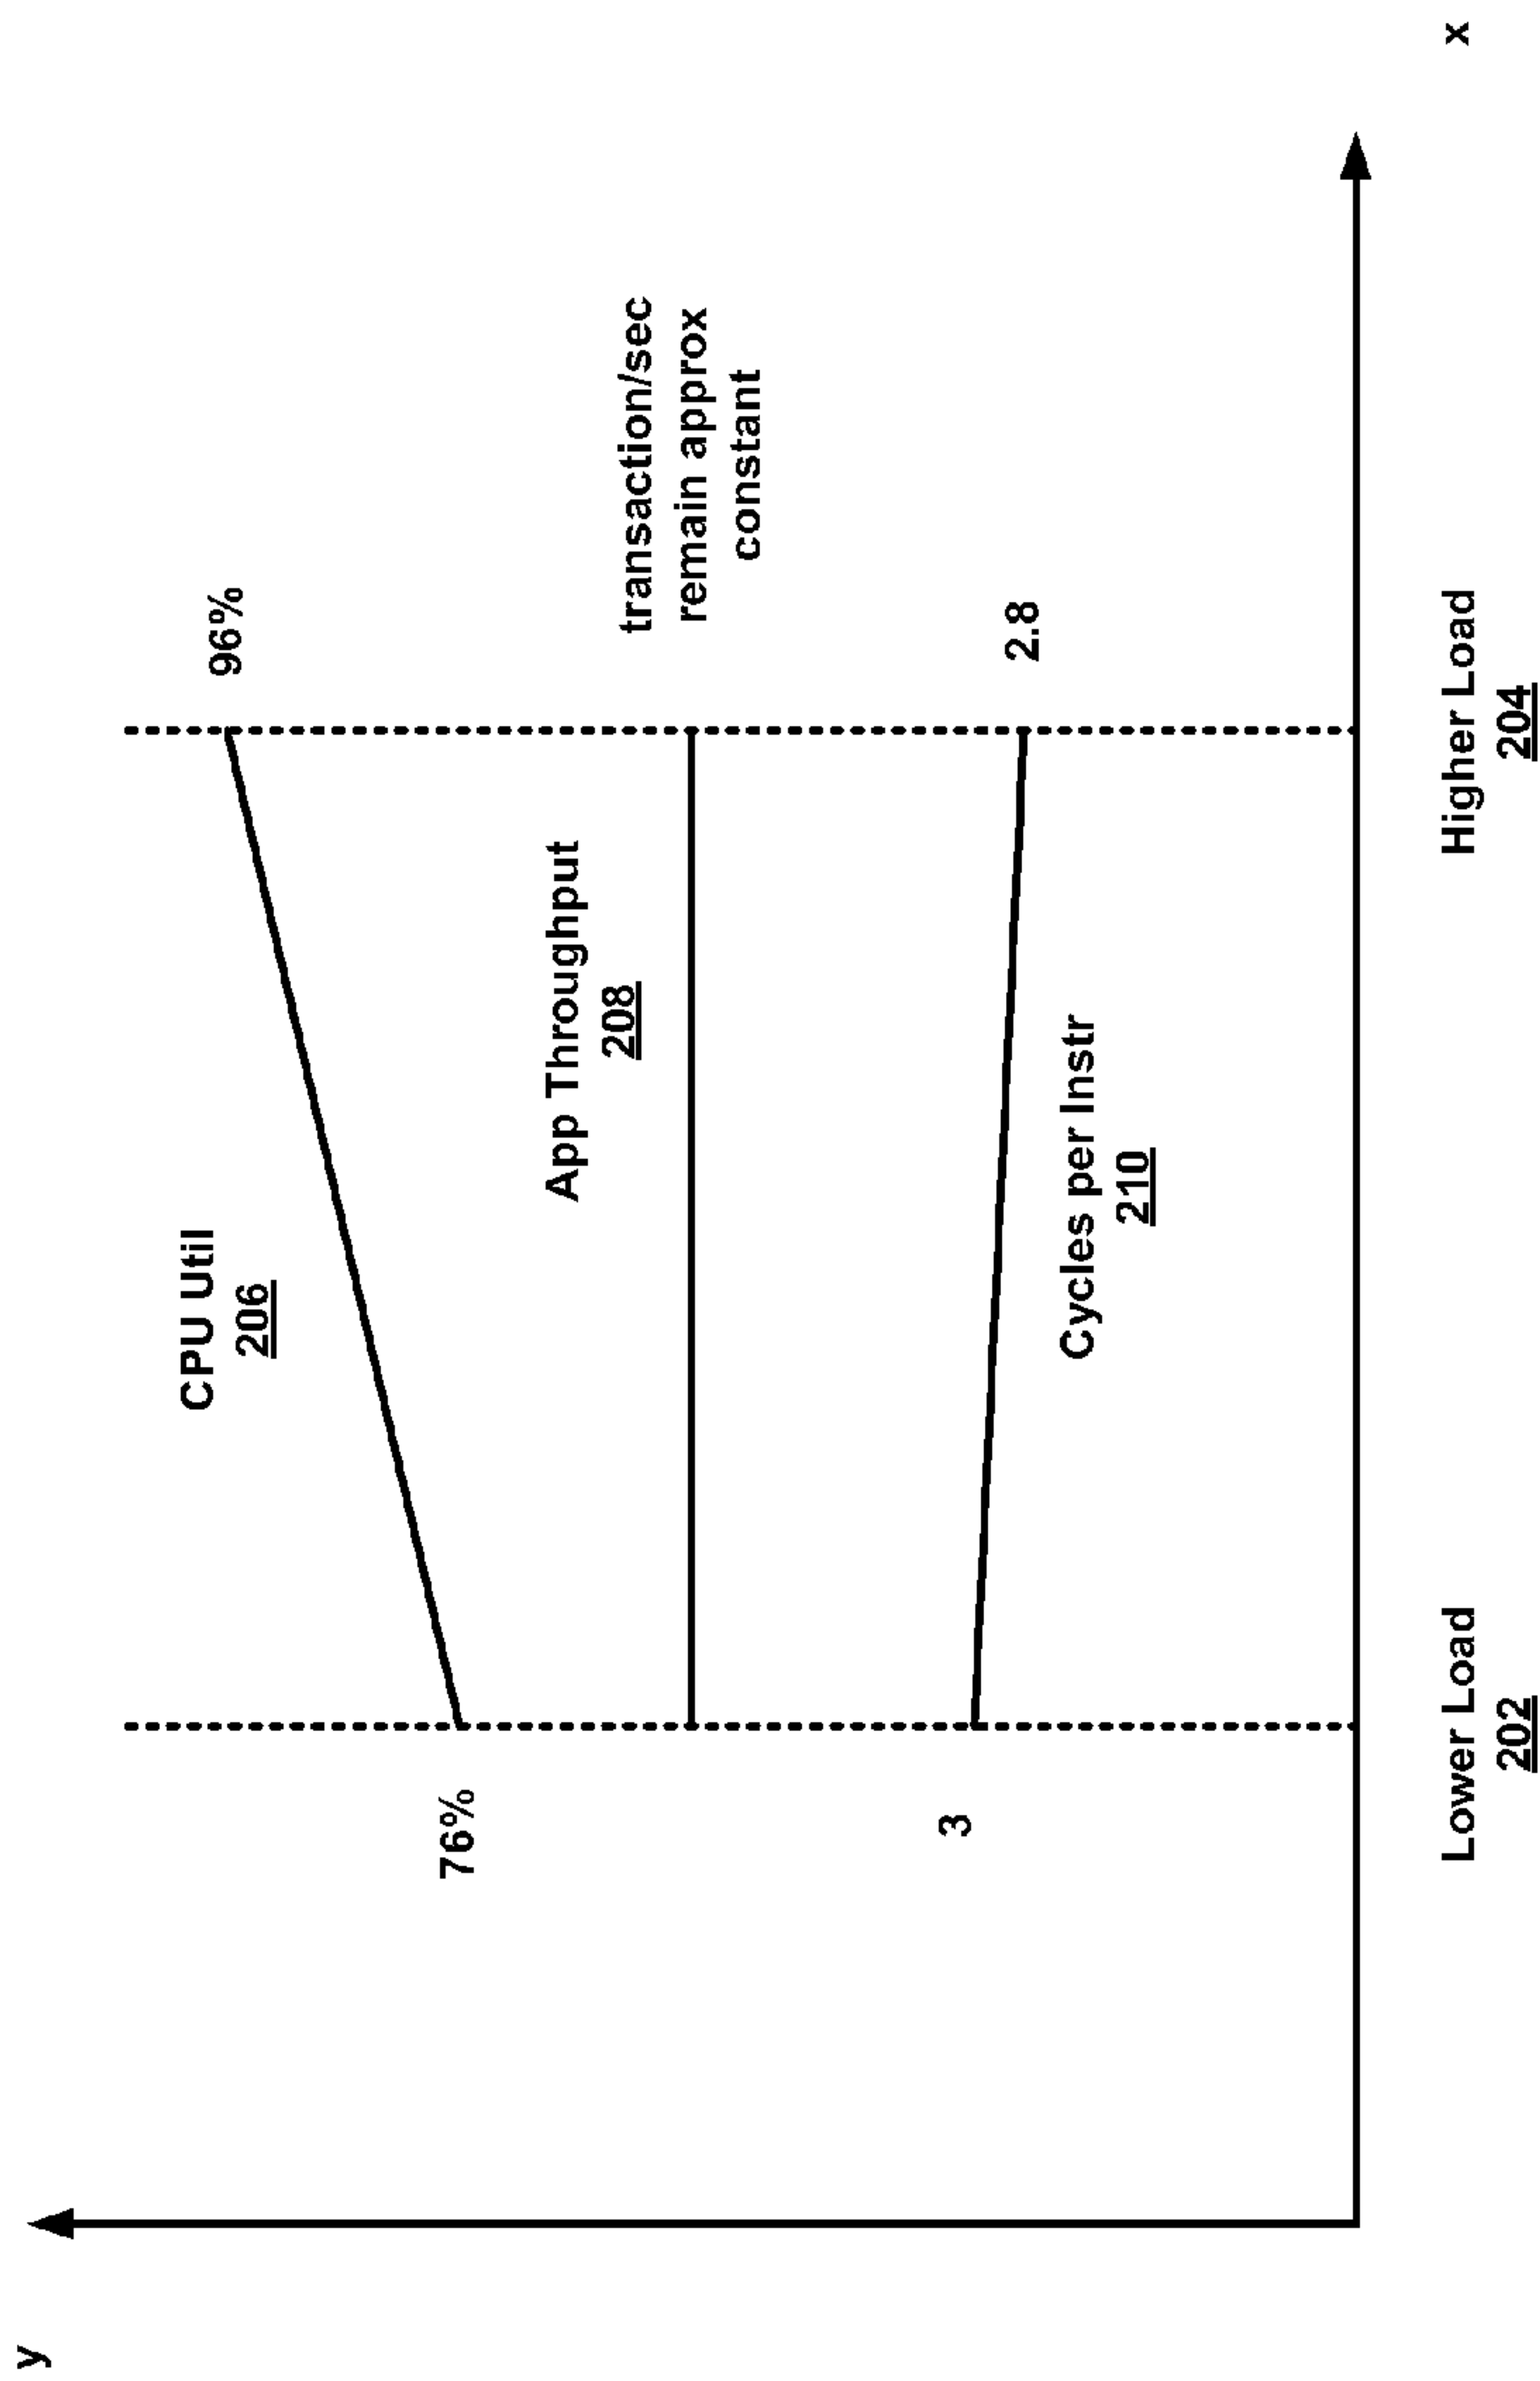 y
CPU Util
206
96%
76%
App Throughput
208
transaction/sec
remain approx
constant
3
2.8
Cycles per Instr
210
x
Lower Load
202
Higher Load
204